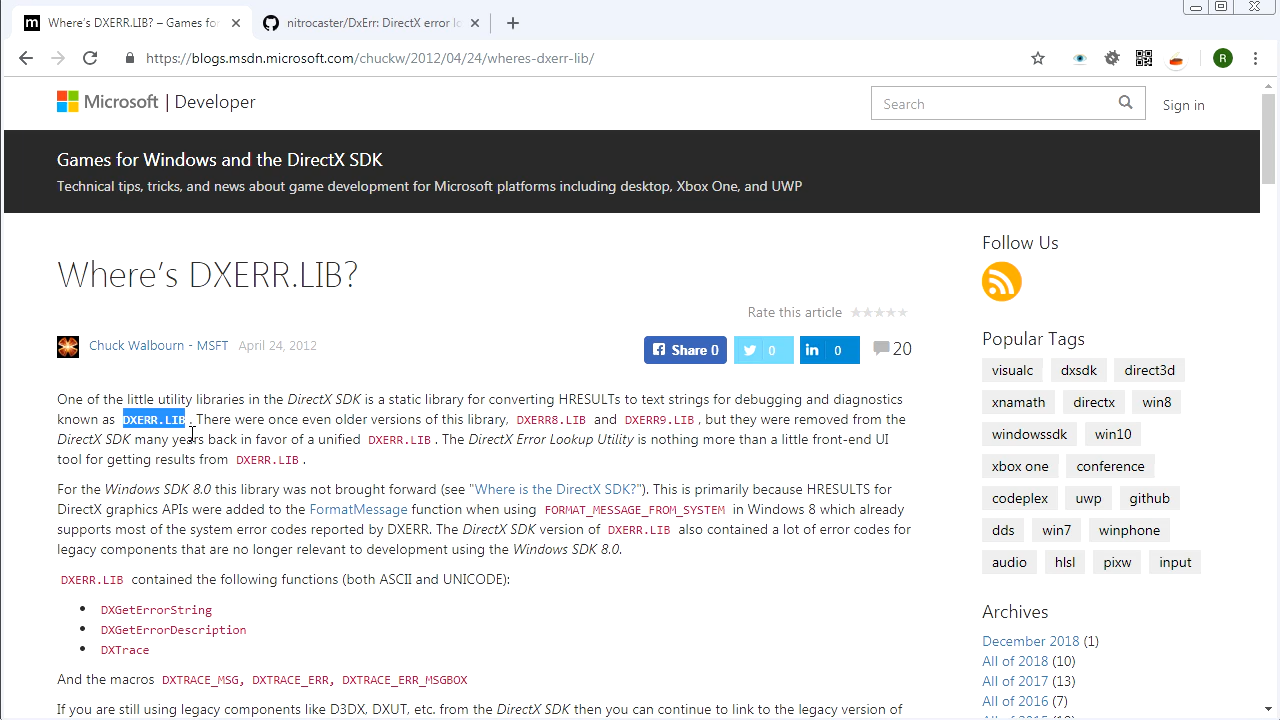 Where's DXERR.LIB? – Games for
nitrocaster/DxErr: DirectX error lo
https://blogs.msdn.microsoft.com/chuckw/2012/04/24/wheres-dxerr-lib/
R
Microsoft | Developer
Search
Sign in
Games for Windows and the DirectX SDK
Technical tips, tricks, and news about game development for Microsoft platforms including desktop, Xbox One, and UWP
Where's DXERR.LIB?
Rate this article
Chuck Walbourn - MSFT April 24, 2012
Share 0
0
in 0
20
One of the little utility libraries in the DirectX SDK is a static library for converting HRESULTs to text strings for debugging and diagnostics
known as DXERR.LIB. There were once even older versions of this library, DXERR8.LIB and DXERR9.LIB, but they were removed from the
DirectX SDK many years back in favor of a unified DXERR.LIB. The DirectX Error Lookup Utility is nothing more than a little front-end UI
tool for getting results from DXERR.LIB.
For the Windows SDK 8.0 this library was not brought forward (see "Where is the DirectX SDK?"). This is primarily because HRESULTS for
DirectX graphics APIs were added to the FormatMessage function when using FORMAT_MESSAGE_FROM_SYSTEM in Windows 8 which already
supports most of the system error codes reported by DXERR. The DirectX SDK version of DXERR.LIB also contained a lot of error codes for
legacy components that are no longer relevant to development using the Windows SDK 8.0.
DXERR.LIB contained the following functions (both ASCII and UNICODE):
• DXGetErrorString
• DXGetErrorDescription
• DXTrace
And the macros DXTRACE_MSG, DXTRACE_ERR, DXTRACE_ERR_MSGBOX
If you are still using legacy components like D3DX, DXUT, etc. from the DirectX SDK then you can continue to link to the legacy version of
Follow Us
Popular Tags
visualc dxsdk direct3d
xnamath directx win8
windowssdk win10
xbox one conference
codeplex uwp github
dds win7 winphone
audio hlsl pixw input
Archives
December 2018 (1)
All of 2018 (10)
All of 2017 (13)
All of 2016 (7)